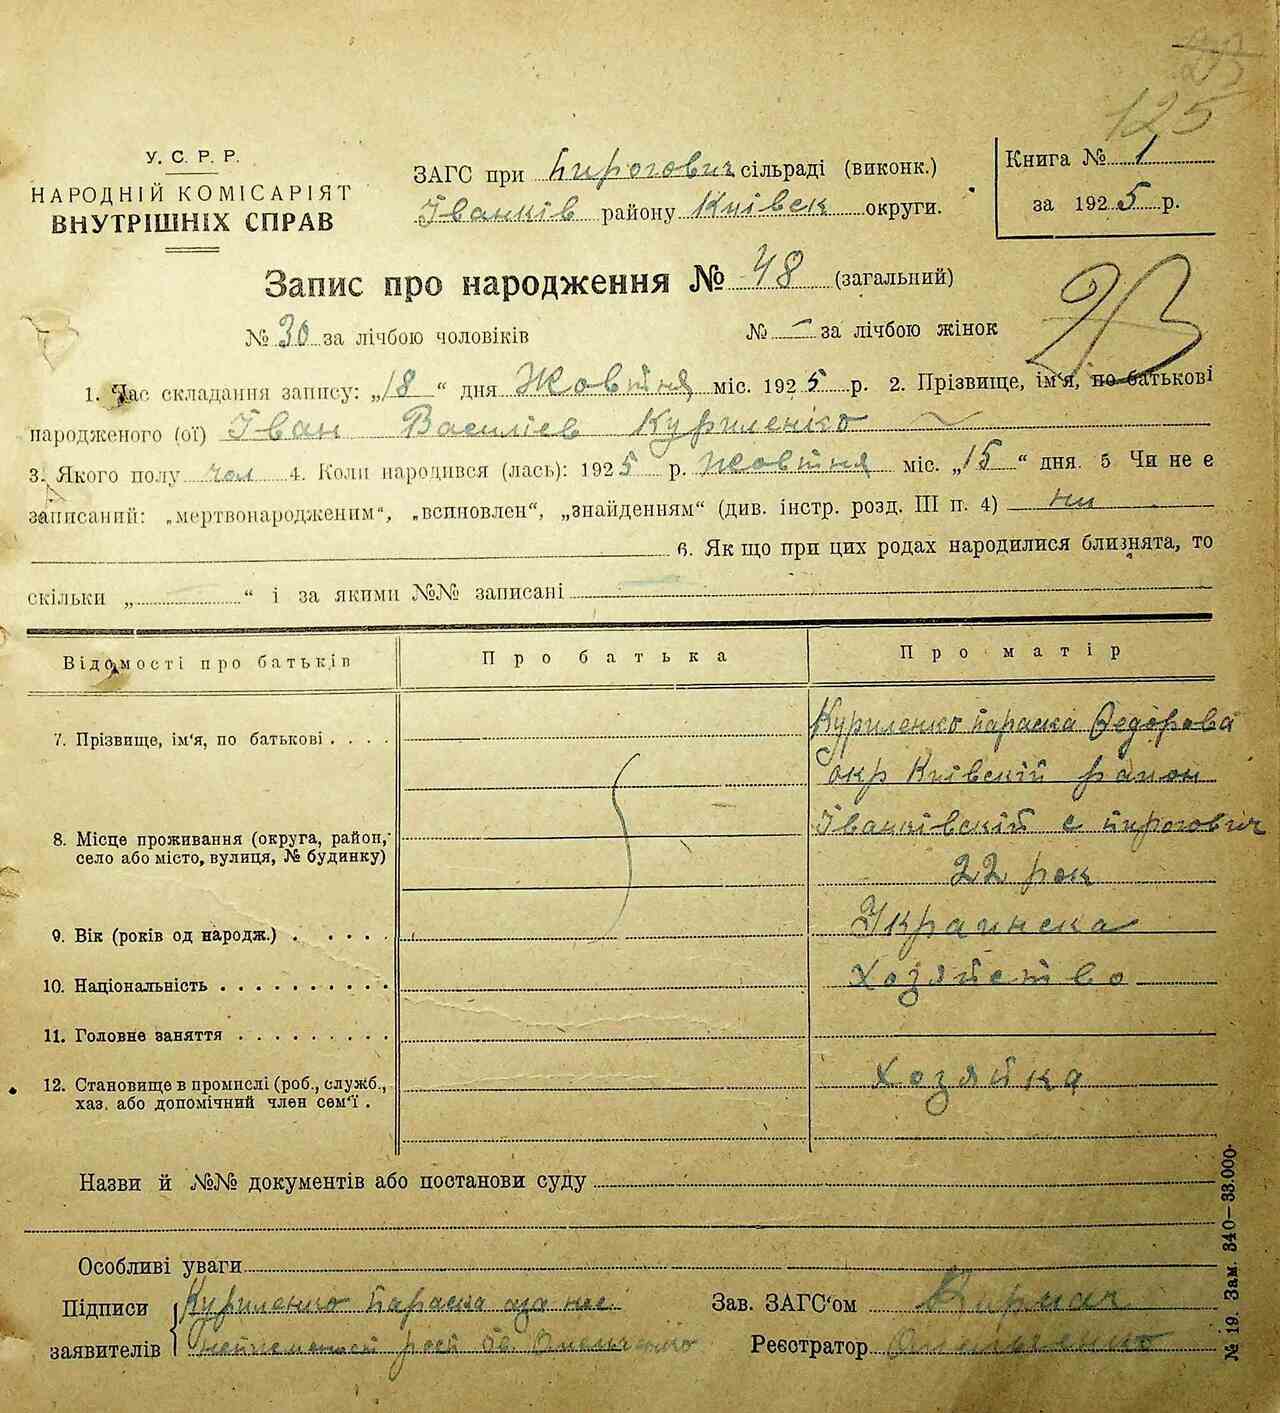 125
У. С. Р. Р.
НАРОДНІЙ КОМІСАРІЯТ
ВНУТРІШНІХ СПРАВ
ЗАГС при Пирогович сільраді (виконк.)
Іванків району Київск округи.
Книга № 1
за 1925 р.
Запис про народження № 48 (загальний)
23
№ 30 за лічбою чоловіків № — за лічбою жінок
1. Час складання запису: „18“ дня Жовтня міс. 1925 р. 2. Прізвище, ім'я, по батькові
народженого (ої) Іван Василієв Куриленко
3. Якого полу чол 4. Коли народився (лась): 1925 р. жовтня міс. „15“ дня. 5 Чи не є
записаний: „мертвонародженим“, „всиновлен“, „знайденням“ (див. інстр. розд. III п. 4) ни
6. Як що при цих родах народилися близнята, то
скільки „ “ і за якими №№ записані
Відомості про батьків
Про батька
Про матір
7. Прізвище, ім'я, по батькові . . . .
Куриленко Параска Федорова
окр Київский район
8. Місце проживання (округа, район,
село або місто, вулиця, № будинку)
Іванківский с Пирогович
22 рок
9. Вік (років од народж.) . . . . .
Украинска
10. Національність . . . . . . . . . .
Хозяйство
11. Головне заняття . . . . . . . . .
12. Становище в промислі (роб., служб.,
хаз. або допомічний член сем'ї .
Хозяйка
Назви й №№ документів або постанови суду
Особливі уваги
Підписи
заявителів
Куриленко Параска
Зав. ЗАГС'ом
Реєстратор Омельченко
№ 19. Зам. 340—33.000.